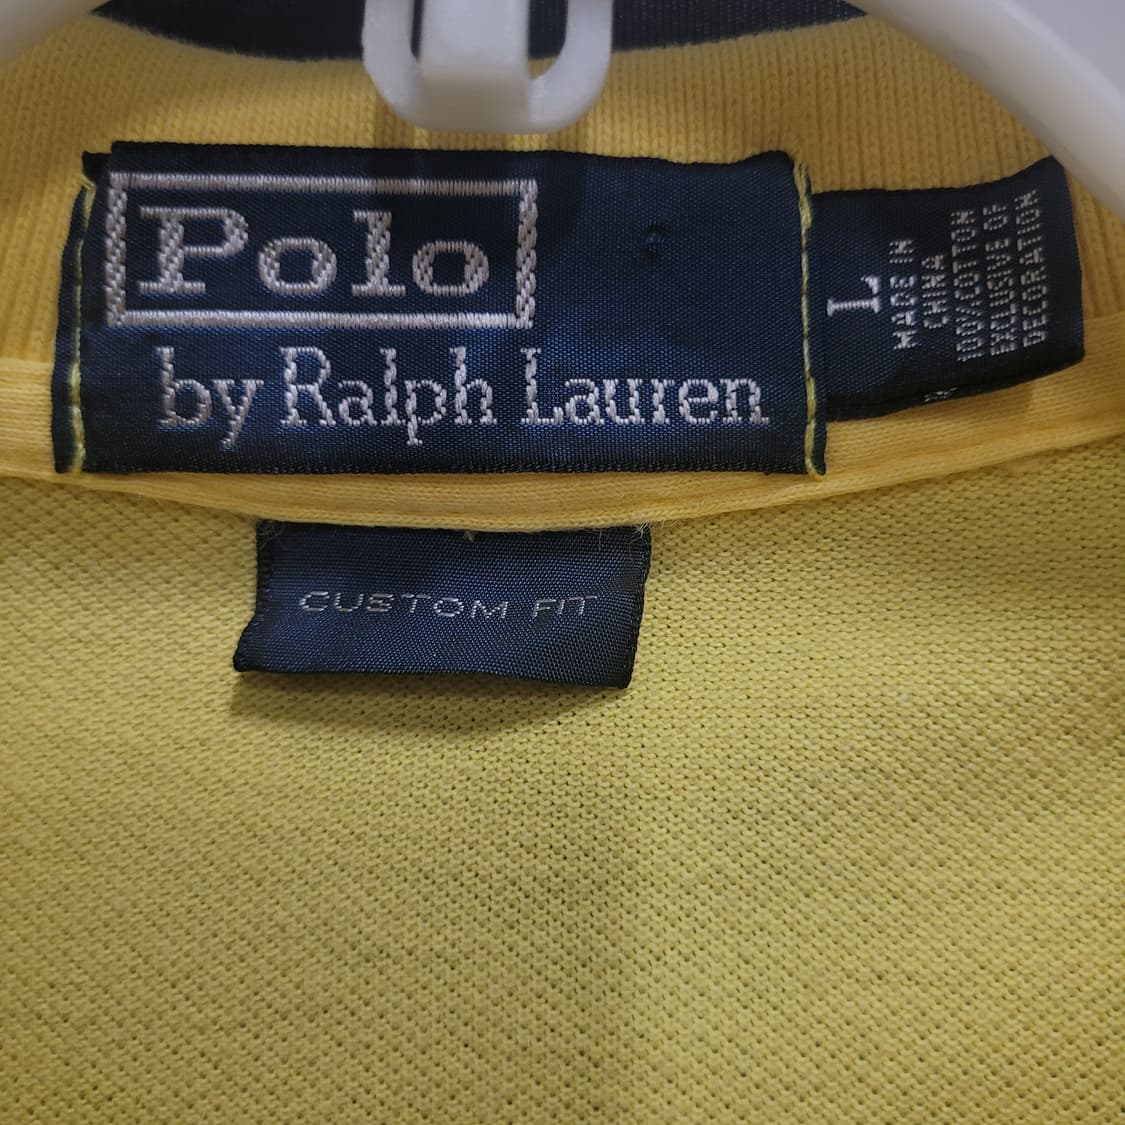 Polo
by Ralph Lauren
L
MADE IN
CHINA
100%COTTON
EXCLUSIVE OF
DECORATION
CUSTOM FIT